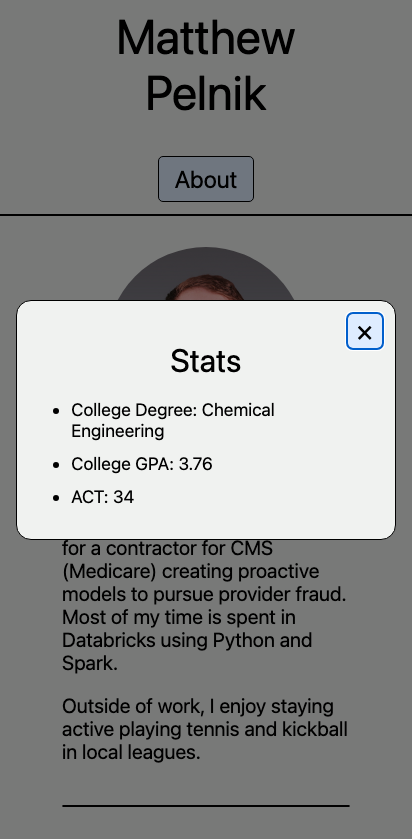 Matthew
Pelnik
About
×
Stats
• College Degree: Chemical
Engineering
• College GPA: 3.76
• ACT: 34
for a contractor for CMS
(Medicare) creating proactive
models to pursue provider fraud.
Most of my time is spent in
Databricks using Python and
Spark.
Outside of work, I enjoy staying
active playing tennis and kickball
in local leagues.